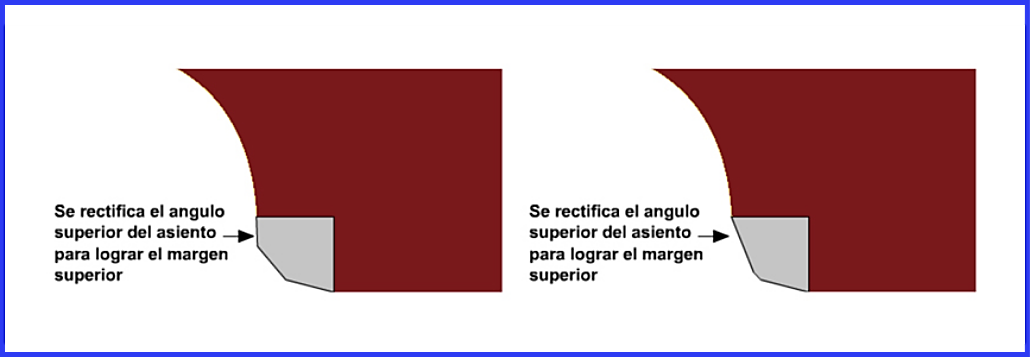 Se rectifica el angulo
superior del asiento
para lograr el margen
superior
Se rectifica el angulo
superior del asiento
para lograr el margen
superior